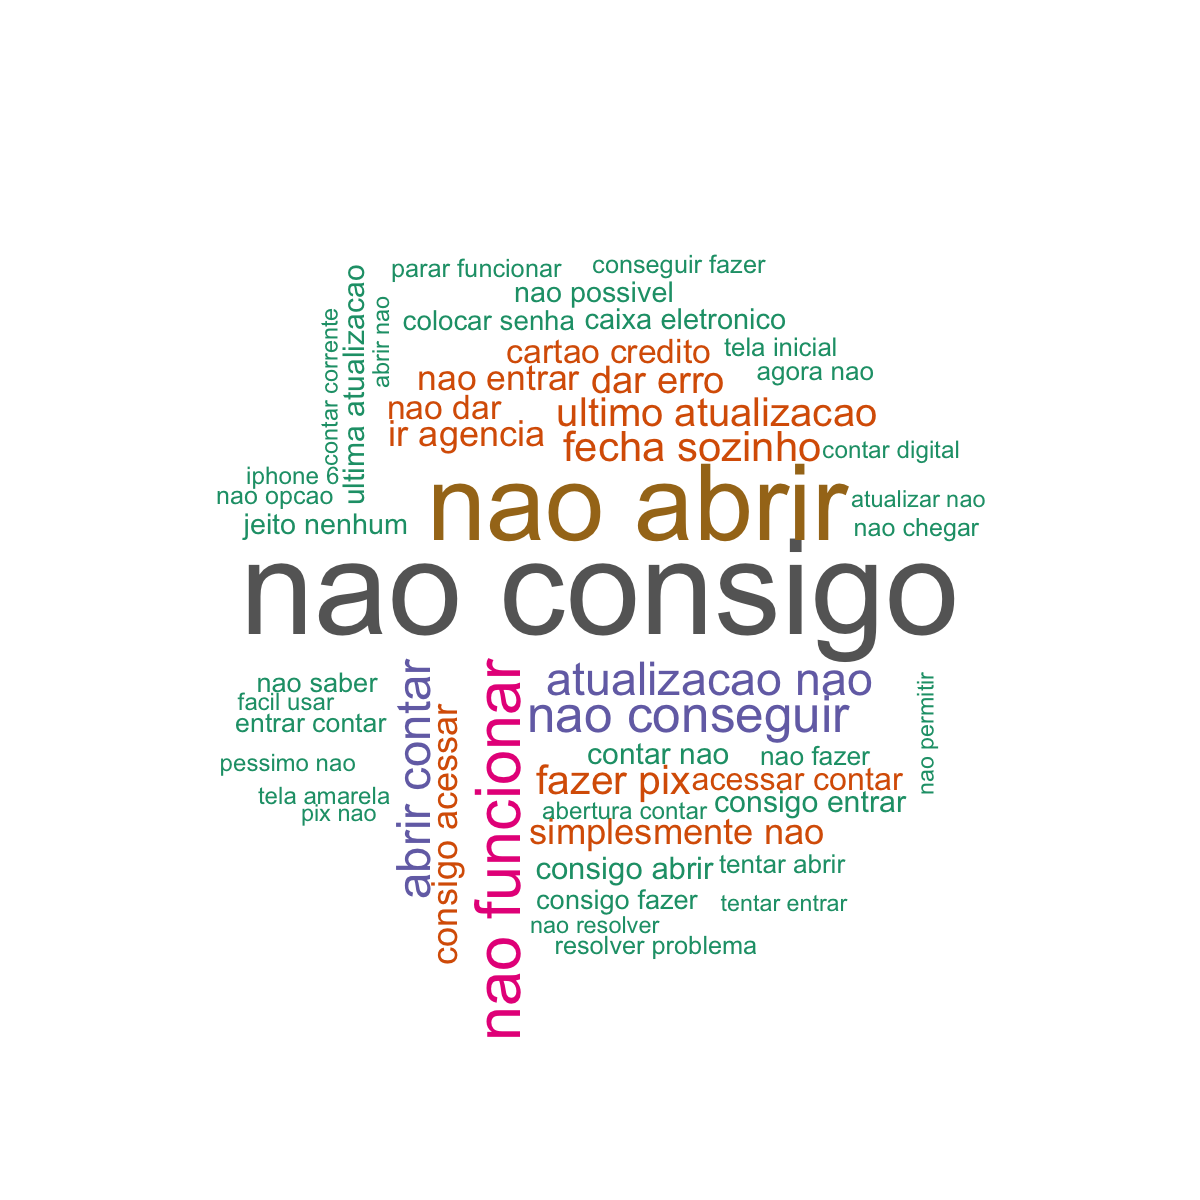 parar funcionar
conseguir fazer
nao possivel
colocar senha
caixa eletronico
contar corrente
ultima atualizacao
abrir nao
cartao credito
tela inicial
nao entrar
dar erro
agora nao
nao dar
ultimo atualizacao
ir agencia
fecha sozinho
contar digital
iphone 6
nao opcao
nao abrir
atualizar nao
jeito nenhum
nao chegar
nao consigo
nao saber
facil usar
entrar contar
abrir contar
consigo acessar
nao funcionar
atualizacao nao
nao conseguir
nao permitir
pessimo nao
contar nao
nao fazer
tela amarela
fazer pix
acessar contar
pix nao
abertura contar
consigo entrar
simplesmente nao
consigo abrir
tentar abrir
consigo fazer
tentar entrar
nao resolver
resolver problema